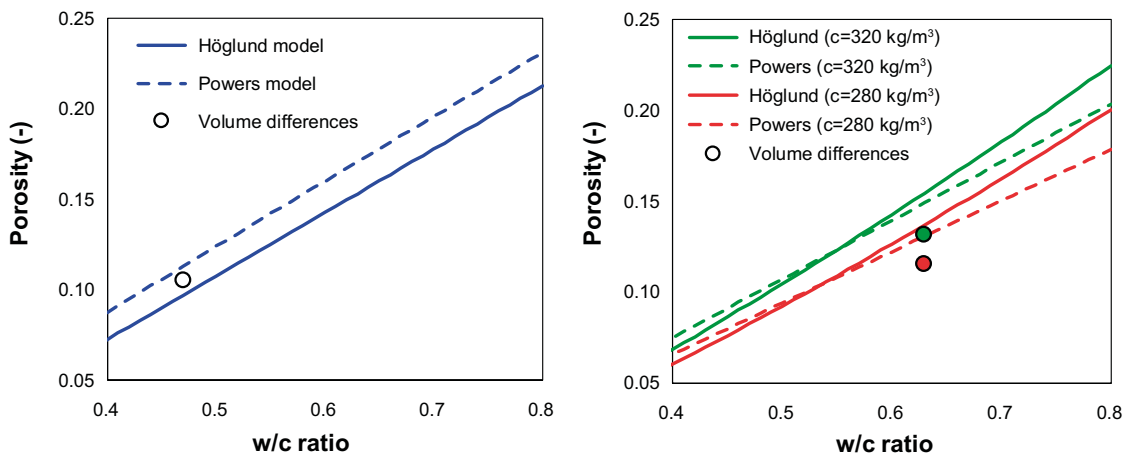 0.25
0.20
0.15
0.10
0.05
Porosity (-)
Höglund model
Powers model
Volume differences
0.4 0.5 0.6 0.7 0.8
w/c ratio
0.25
0.20
0.15
0.10
0.05
Porosity (-)
Höglund (c=320 kg/m³)
Powers (c=320 kg/m³)
Höglund (c=280 kg/m³)
Powers (c=280 kg/m³)
Volume differences
0.4 0.5 0.6 0.7 0.8
w/c ratio